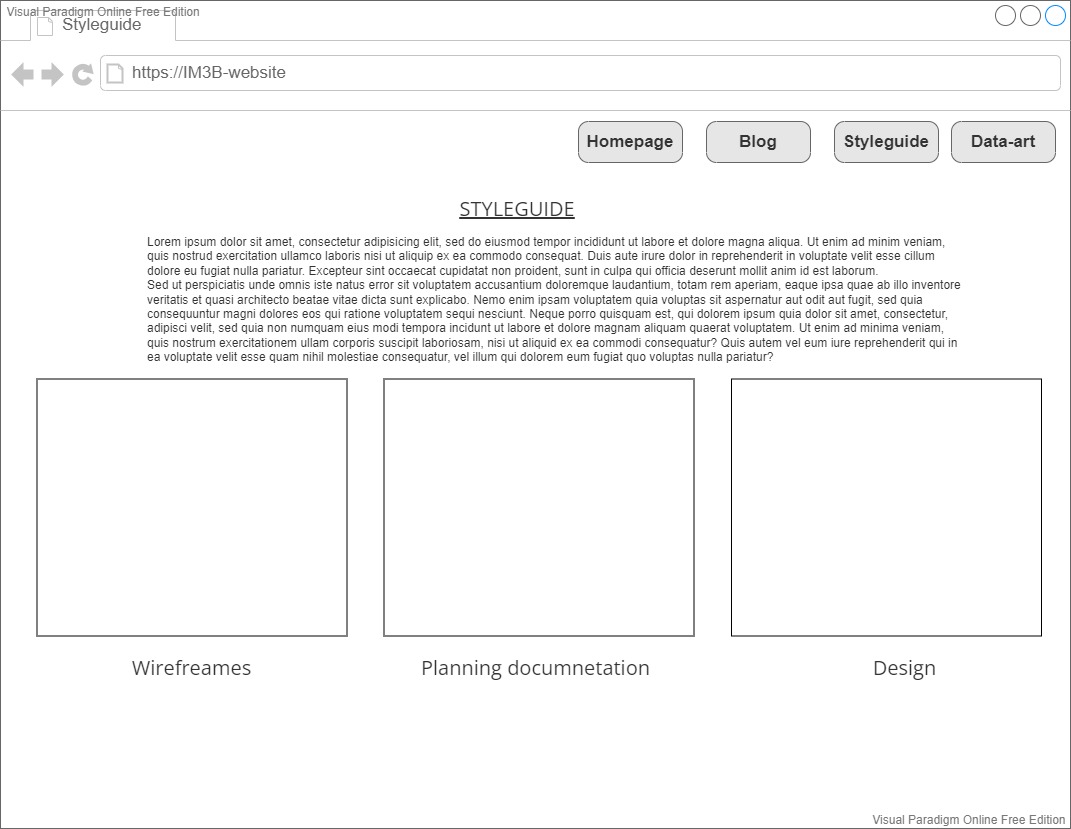 Visual Paradigm Online Free Edition
Styleguide
https://IM3B-website
Homepage Blog Styleguide Data-art
STYLEGUIDE
Lorem ipsum dolor sit amet, consectetur adipisicing elit, sed do eiusmod tempor incididunt ut labore et dolore magna aliqua. Ut enim ad minim veniam,
quis nostrud exercitation ullamco laboris nisi ut aliquip ex ea commodo consequat. Duis aute irure dolor in reprehenderit in voluptate velit esse cillum
dolore eu fugiat nulla pariatur. Excepteur sint occaecat cupidatat non proident, sunt in culpa qui officia deserunt mollit anim id est laborum.
Sed ut perspiciatis unde omnis iste natus error sit voluptatem accusantium doloremque laudantium, totam rem aperiam, eaque ipsa quae ab illo inventore
veritatis et quasi architecto beatae vitae dicta sunt explicabo. Nemo enim ipsam voluptatem quia voluptas sit aspernatur aut odit aut fugit, sed quia
consequuntur magni dolores eos qui ratione voluptatem sequi nesciunt. Neque porro quisquam est, qui dolorem ipsum quia dolor sit amet, consectetur,
adipisci velit, sed quia non numquam eius modi tempora incidunt ut labore et dolore magnam aliquam quaerat voluptatem. Ut enim ad minima veniam,
quis nostrum exercitationem ullam corporis suscipit laboriosam, nisi ut aliquid ex ea commodi consequatur? Quis autem vel eum iure reprehenderit qui in
ea voluptate velit esse quam nihil molestiae consequatur, vel illum qui dolorem eum fugiat quo voluptas nulla pariatur?
Wirefreames Planning documnetation Design
Visual Paradigm Online Free Edition